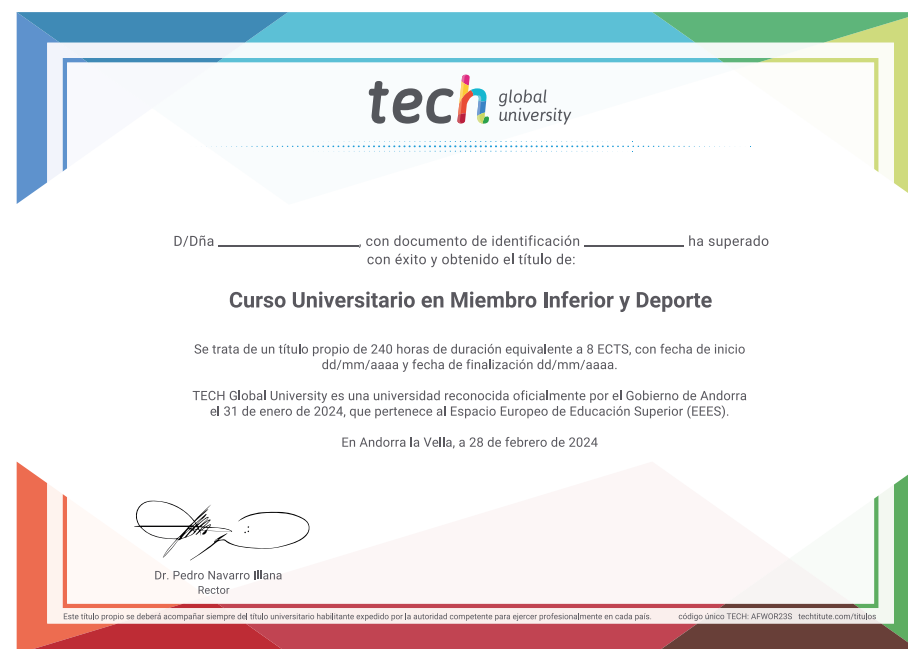 tech global
university
D/Dña ____________________, con documento de identificación ______________ ha superado
con éxito y obtenido el título de:
Curso Universitario en Miembro Inferior y Deporte
Se trata de un título propio de 240 horas de duración equivalente a 8 ECTS, con fecha de inicio
dd/mm/aaaa y fecha de finalización dd/mm/aaaa.
TECH Global University es una universidad reconocida oficialmente por el Gobierno de Andorra
el 31 de enero de 2024, que pertenece al Espacio Europeo de Educación Superior (EEES).
En Andorra la Vella, a 28 de febrero de 2024
Dr. Pedro Navarro Illana
Rector
Este título propio se deberá acompañar siempre del título universitario habilitante expedido por la autoridad competente para ejercer profesionalmente en cada país. código único TECH: AFWOR23S techtitute.com/titulos